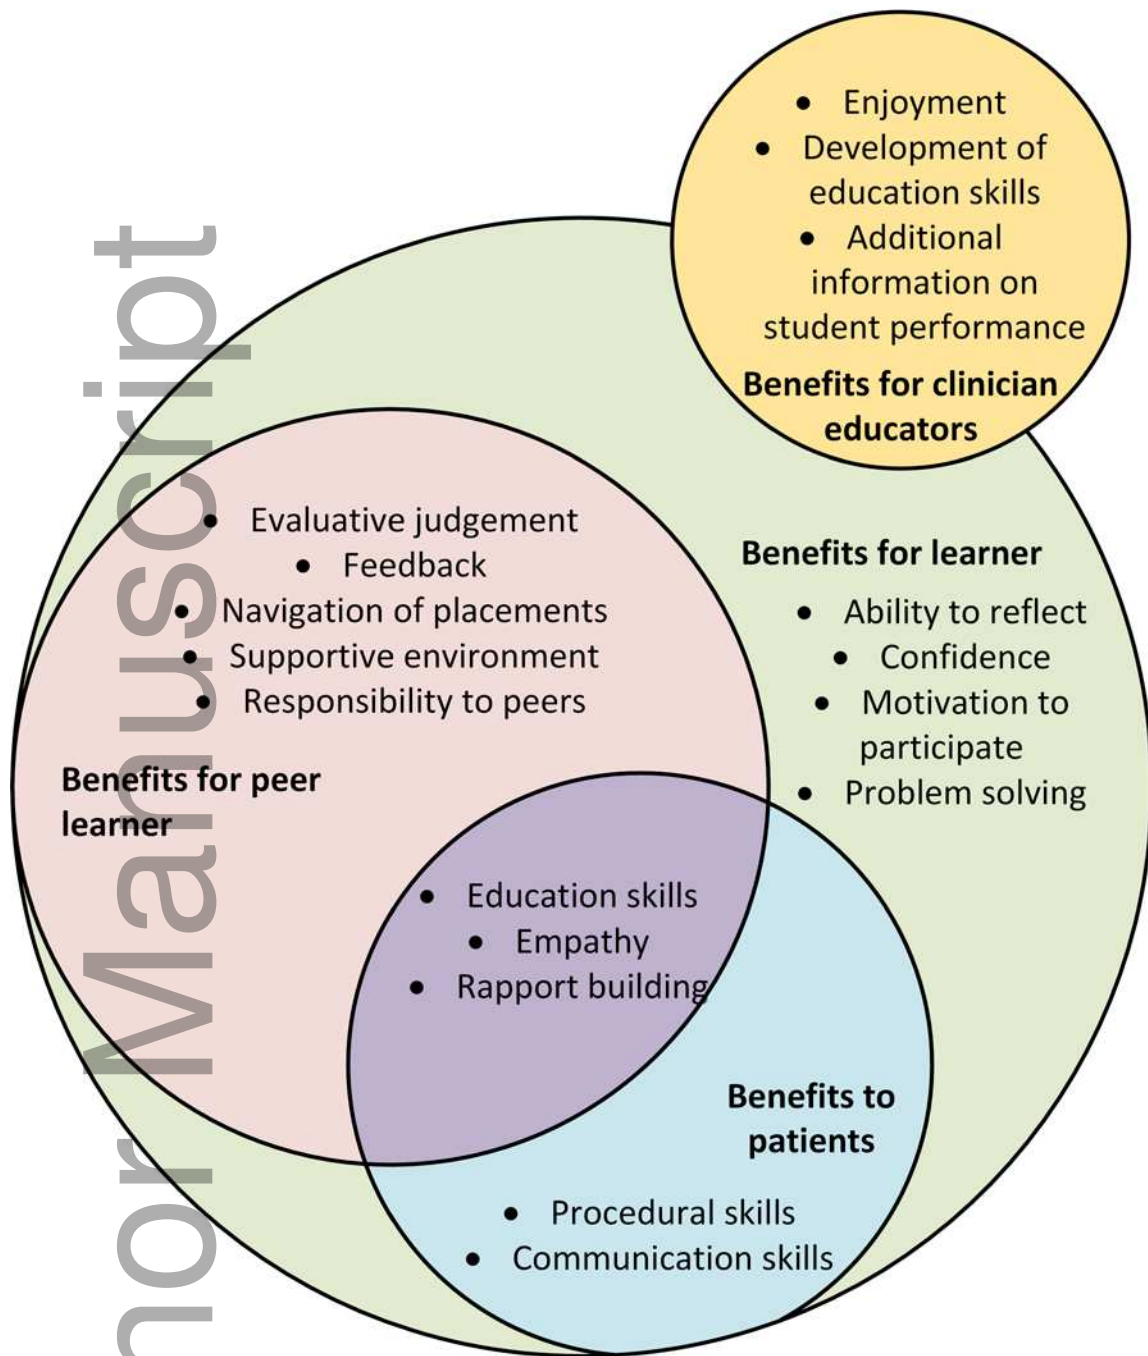 • Enjoyment
• Development of
education skills
• Additional
information on
student performance
Benefits for clinician
educators
• Evaluative judgement
• Feedback
• Navigation of placements
• Supportive environment
• Responsibility to peers
Benefits for peer
learner
Benefits for learner
• Ability to reflect
• Confidence
• Motivation to
participate
• Problem solving
• Education skills
• Empathy
• Rapport building
Benefits to
patients
• Procedural skills
• Communication skills
Manuscript